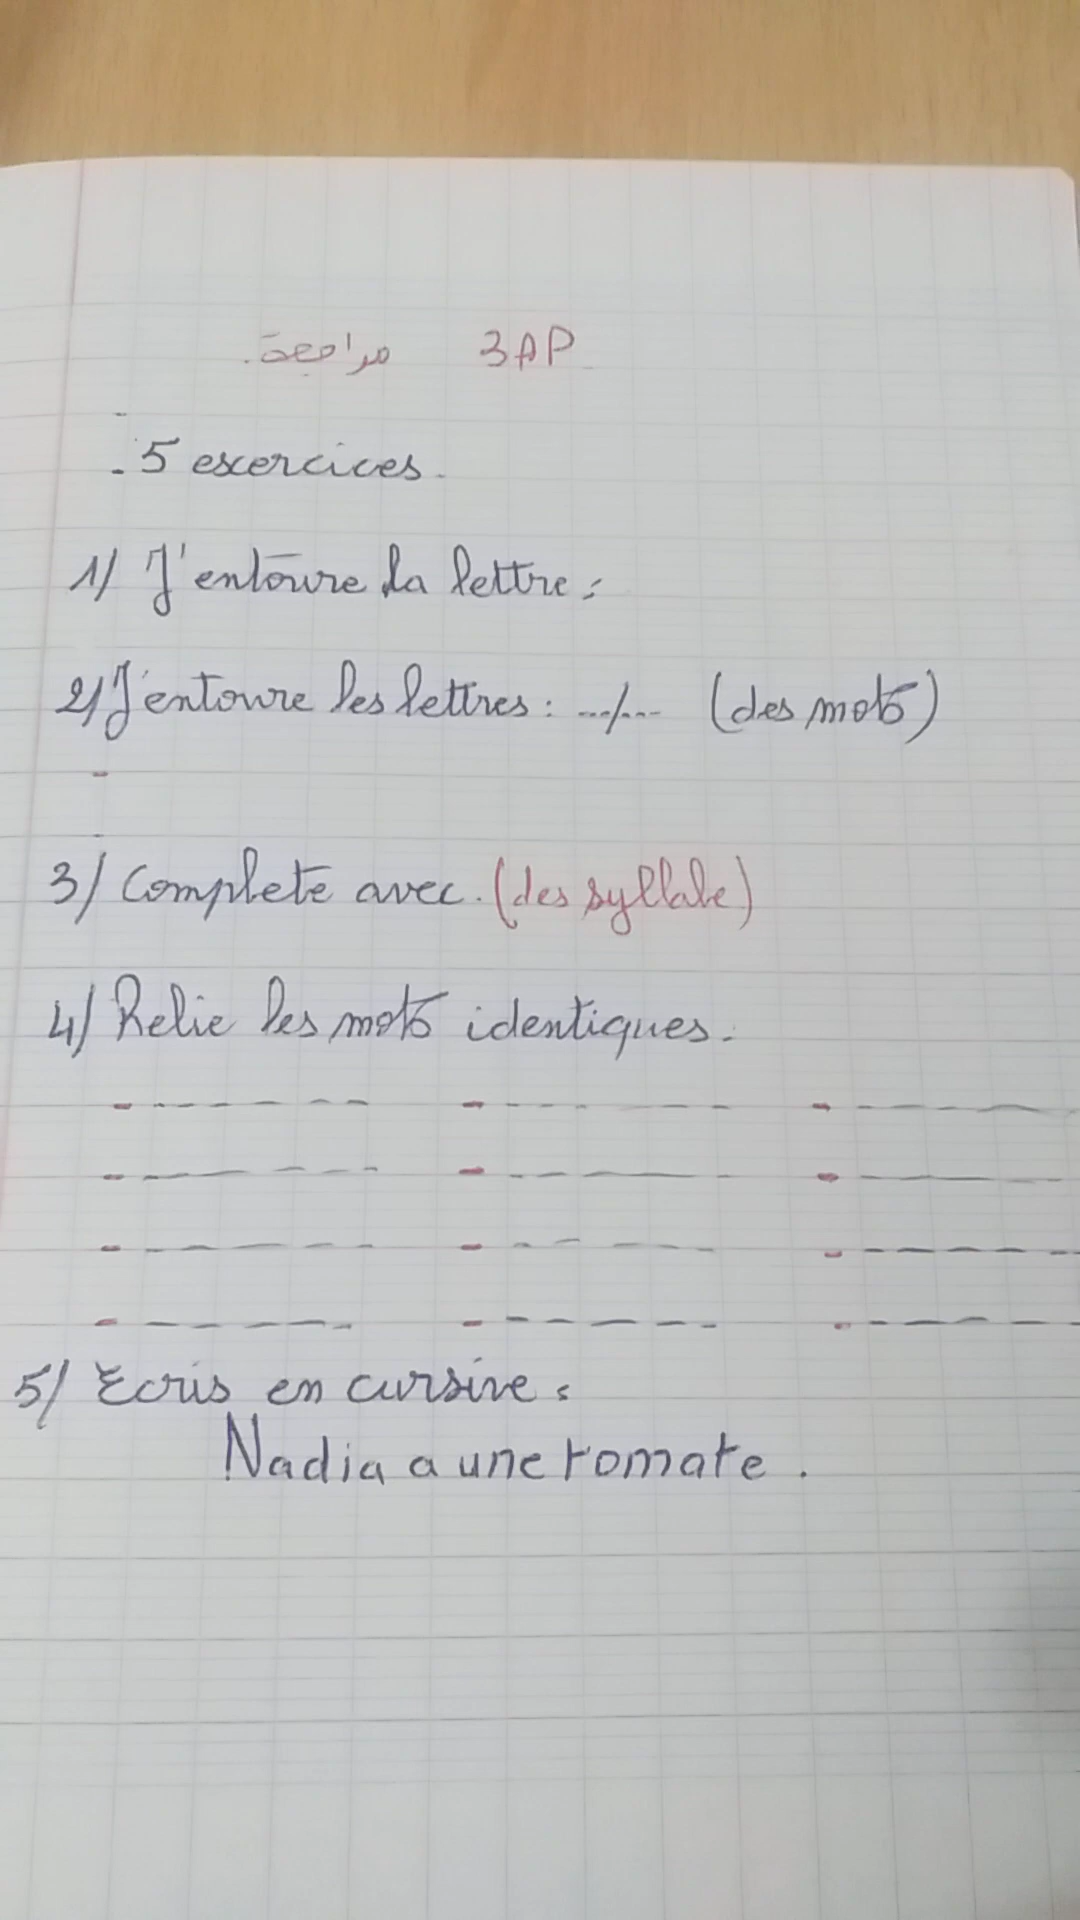 مراجعة. 3AP
. 5 exercices.
1/ J'entoure la lettre :
2/ J'entoure les lettres : .../... (des mots)
3/ Complete avec. (des syllabe)
4/ Relie les mots identiques.
5/ Ecris en cursive :
Nadia a une tomate.